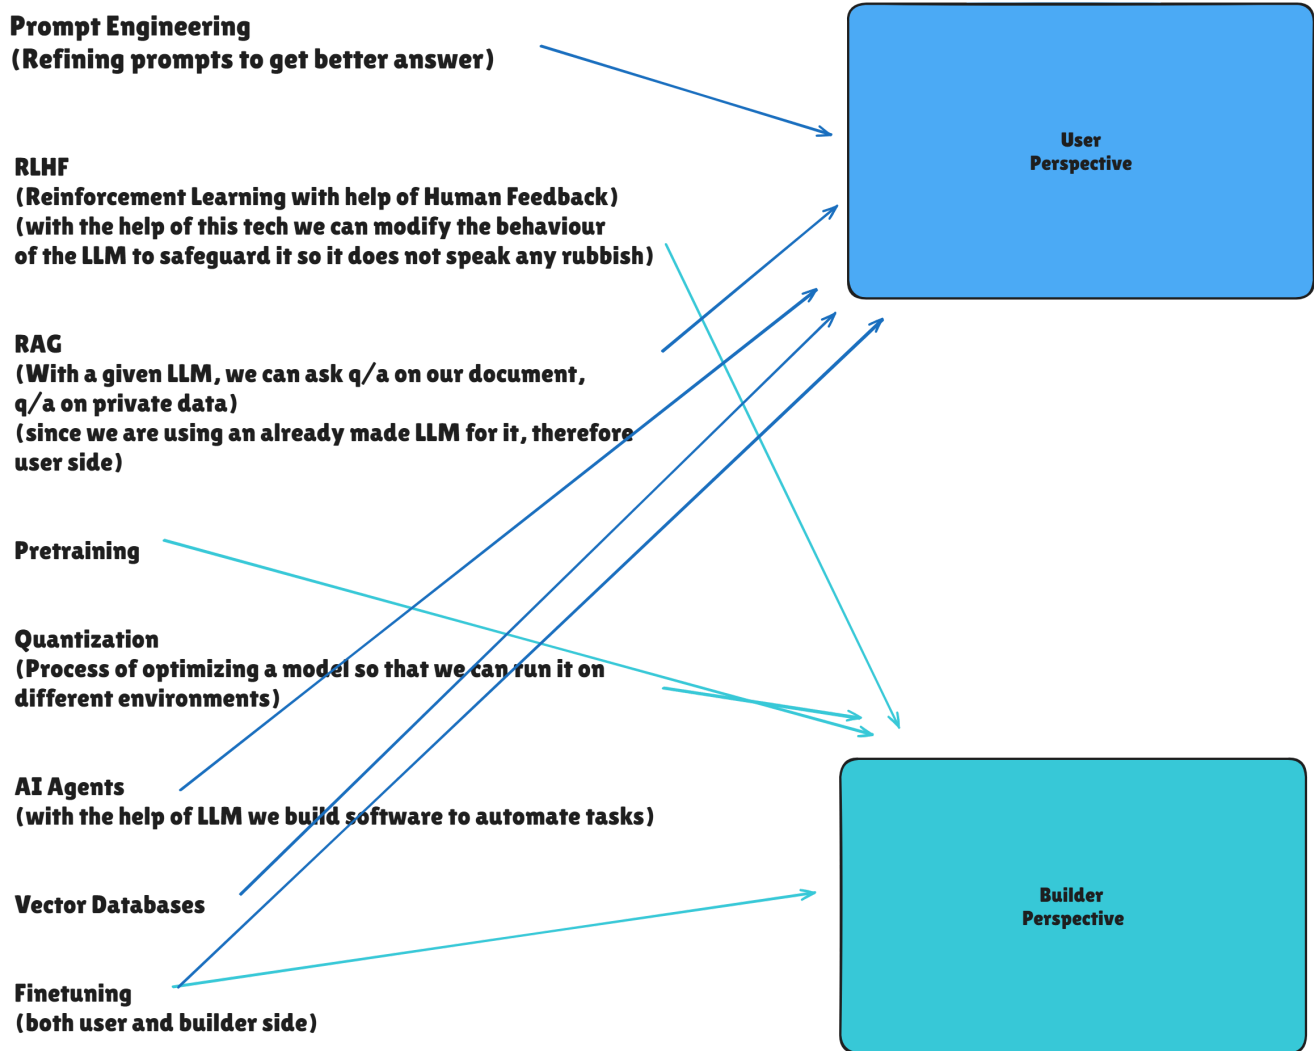 Prompt Engineering
(Refining prompts to get better answer)
User
Perspective
RLHF
(Reinforcement Learning with help of Human Feedback)
(with the help of this tech we can modify the behaviour
of the LLM to safeguard it so it does not speak any rubbish)
RAG
(With a given LLM, we can ask q/a on our document,
q/a on private data)
(since we are using an already made LLM for it, therefore
user side)
Pretraining
Quantization
(Process of optimizing a model so that we can run it on
different environments)
AI Agents
(with the help of LLM we build software to automate tasks)
Vector Databases
Finetuning
(both user and builder side)
Builder
Perspective